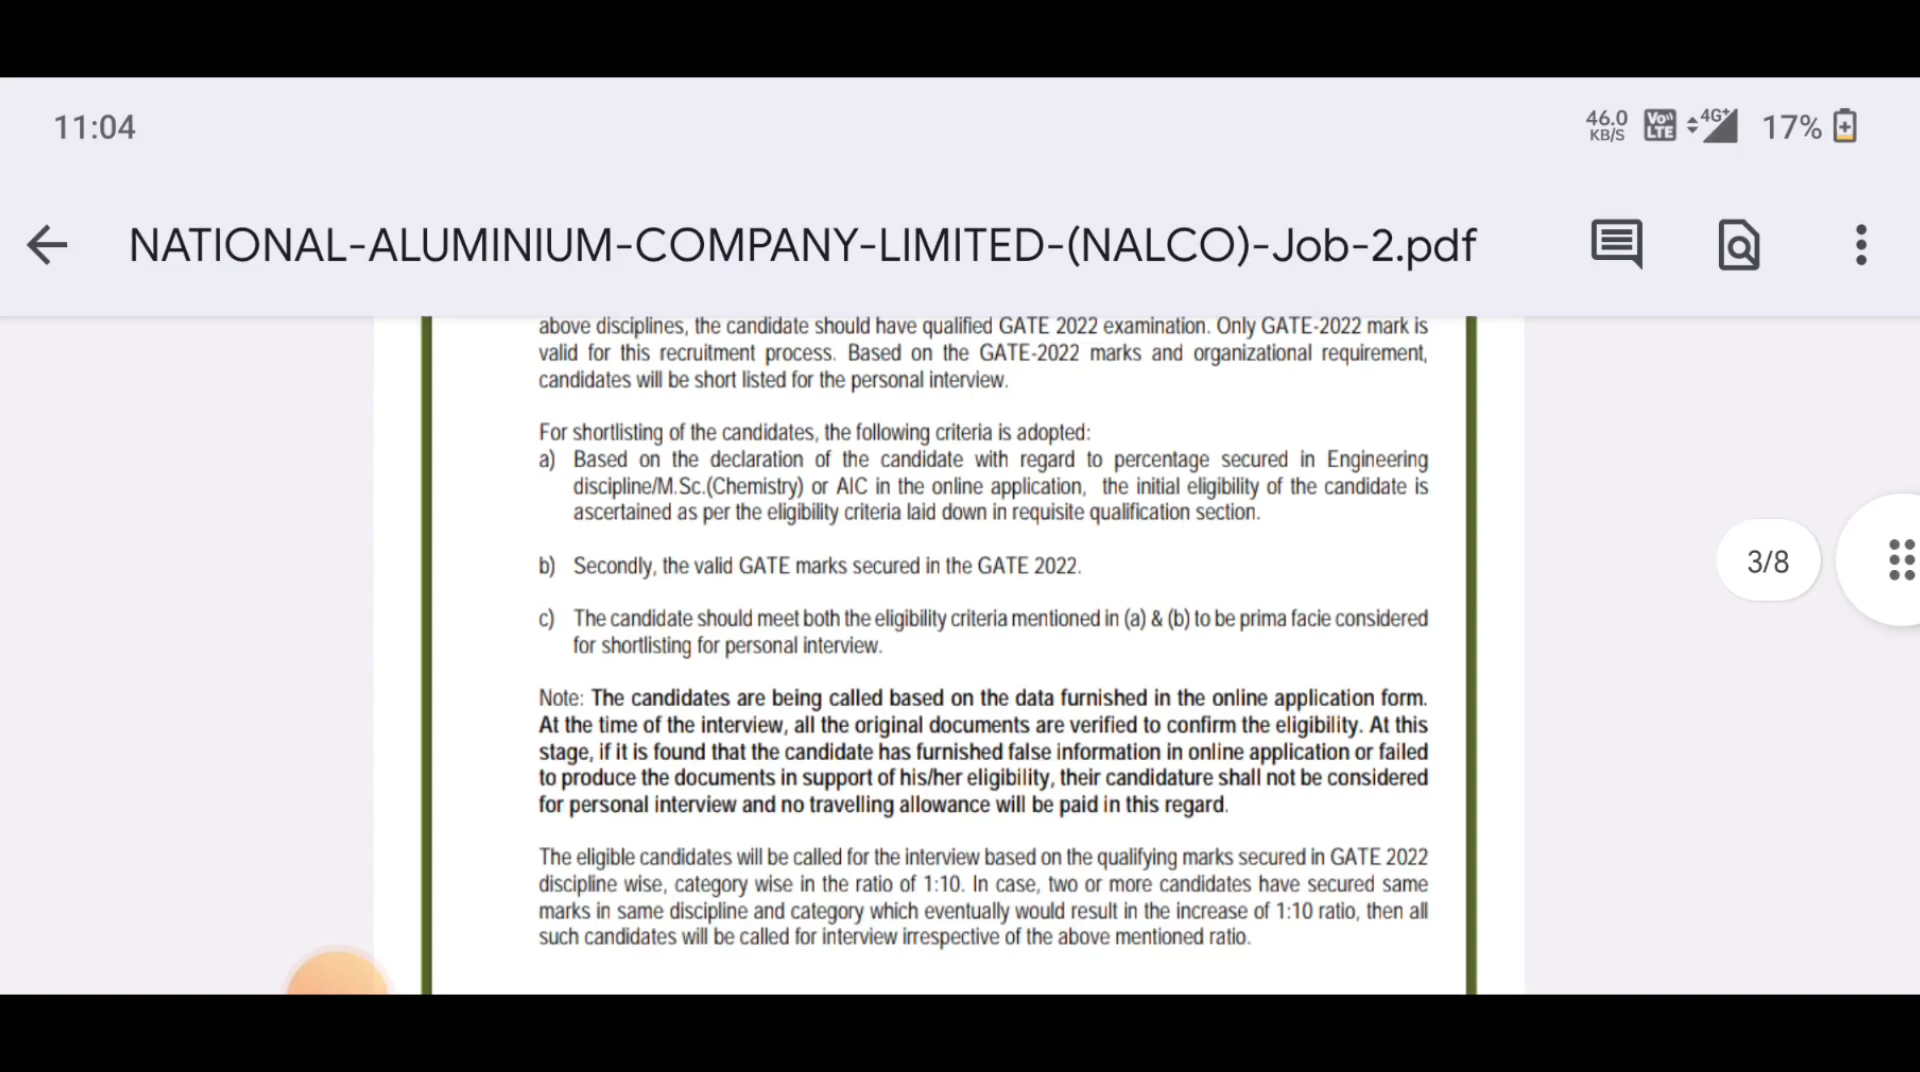 11:04
46.0
KB/S
Vo))
LTE
4G+
17%
NATIONAL-ALUMINIUM-COMPANY-LIMITED-(NALCO)-Job-2.pdf
above disciplines, the candidate should have qualified GATE 2022 examination. Only GATE-2022 mark is
valid for this recruitment process. Based on the GATE-2022 marks and organizational requirement,
candidates will be short listed for the personal interview.
For shortlisting of the candidates, the following criteria is adopted:
a) Based on the declaration of the candidate with regard to percentage secured in Engineering
discipline/M.Sc.(Chemistry) or AIC in the online application, the initial eligibility of the candidate is
ascertained as per the eligibility criteria laid down in requisite qualification section.
3/8
b) Secondly, the valid GATE marks secured in the GATE 2022.
c) The candidate should meet both the eligibility criteria mentioned in (a) & (b) to be prima facie considered
for shortlisting for personal interview.
Note: The candidates are being called based on the data furnished in the online application form.
At the time of the interview, all the original documents are verified to confirm the eligibility. At this
stage, if it is found that the candidate has furnished false information in online application or failed
to produce the documents in support of his/her eligibility, their candidature shall not be considered
for personal interview and no travelling allowance will be paid in this regard.
The eligible candidates will be called for the interview based on the qualifying marks secured in GATE 2022
discipline wise, category wise in the ratio of 1:10. In case, two or more candidates have secured same
marks in same discipline and category which eventually would result in the increase of 1:10 ratio, then all
such candidates will be called for interview irrespective of the above mentioned ratio.